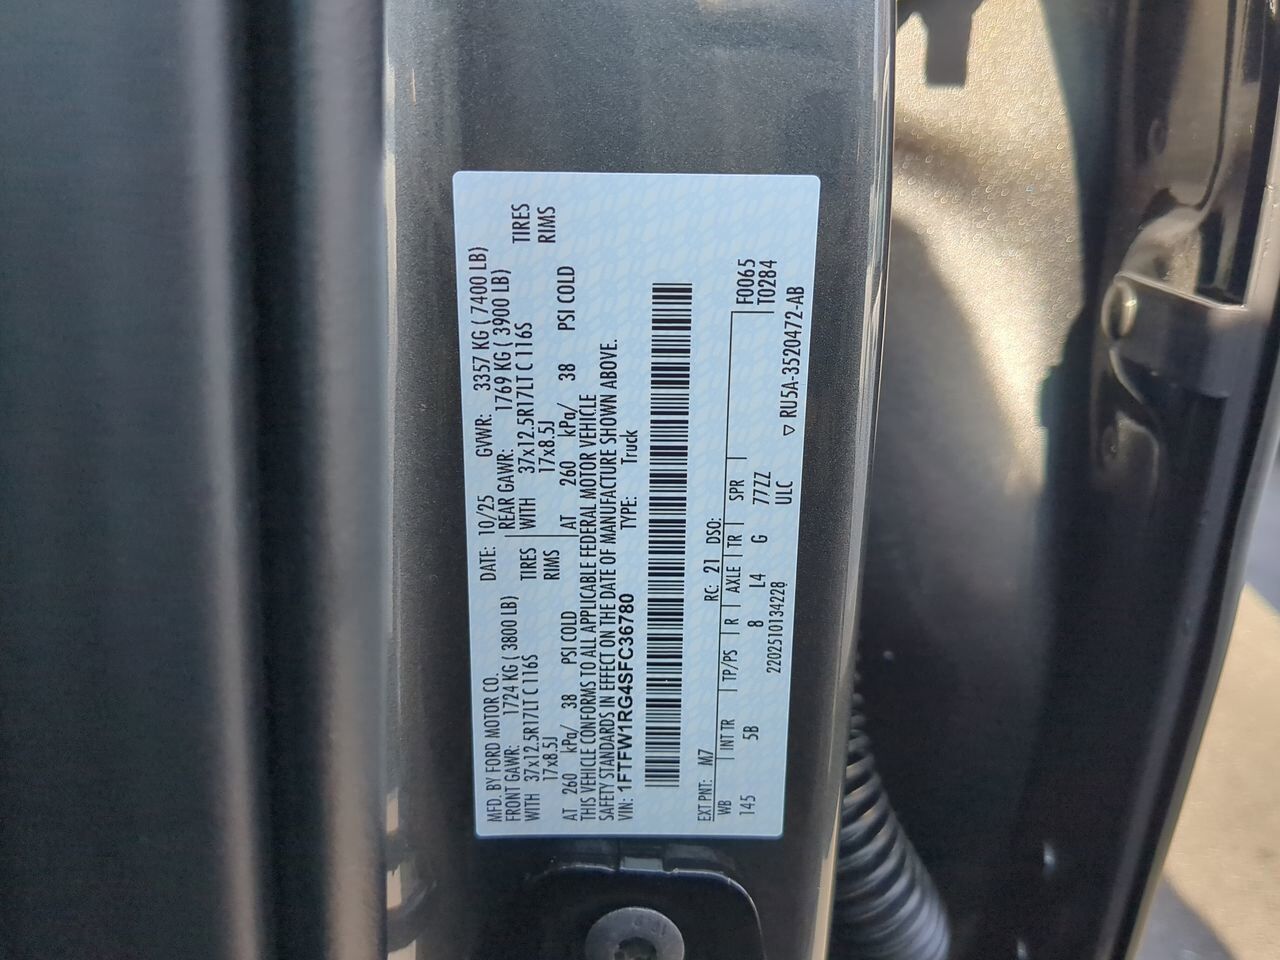 MFD. BY FORD MOTOR CO.
DATE: 10/25 GVWR: 3357 KG ( 7400 LB)
FRONT GAWR: 1724 KG ( 3800 LB)
REAR GAWR: 1769 KG ( 3900 LB)
WITH 37x12.5R17LT C 116S TIRES
WITH 37x12.5R17LT C 116S TIRES
17x8.5J RIMS
17x8.5J RIMS
AT 260 kPa/ 38 PSI COLD
AT 260 kPa/ 38 PSI COLD
THIS VEHICLE CONFORMS TO ALL APPLICABLE FEDERAL MOTOR VEHICLE
SAFETY STANDARDS IN EFFECT ON THE DATE OF MANUFACTURE SHOWN ABOVE.
VIN: 1FTFW1RG4SFC36780 TYPE: Truck
EXT PNT: M7 RC: 21 DSO:
WB INT TR TP/PS R AXLE TR SPR F0065
145 5B 8 L4 G 77ZZ T0284
2202510134228 ULC
▽ RU5A-3520472-AB